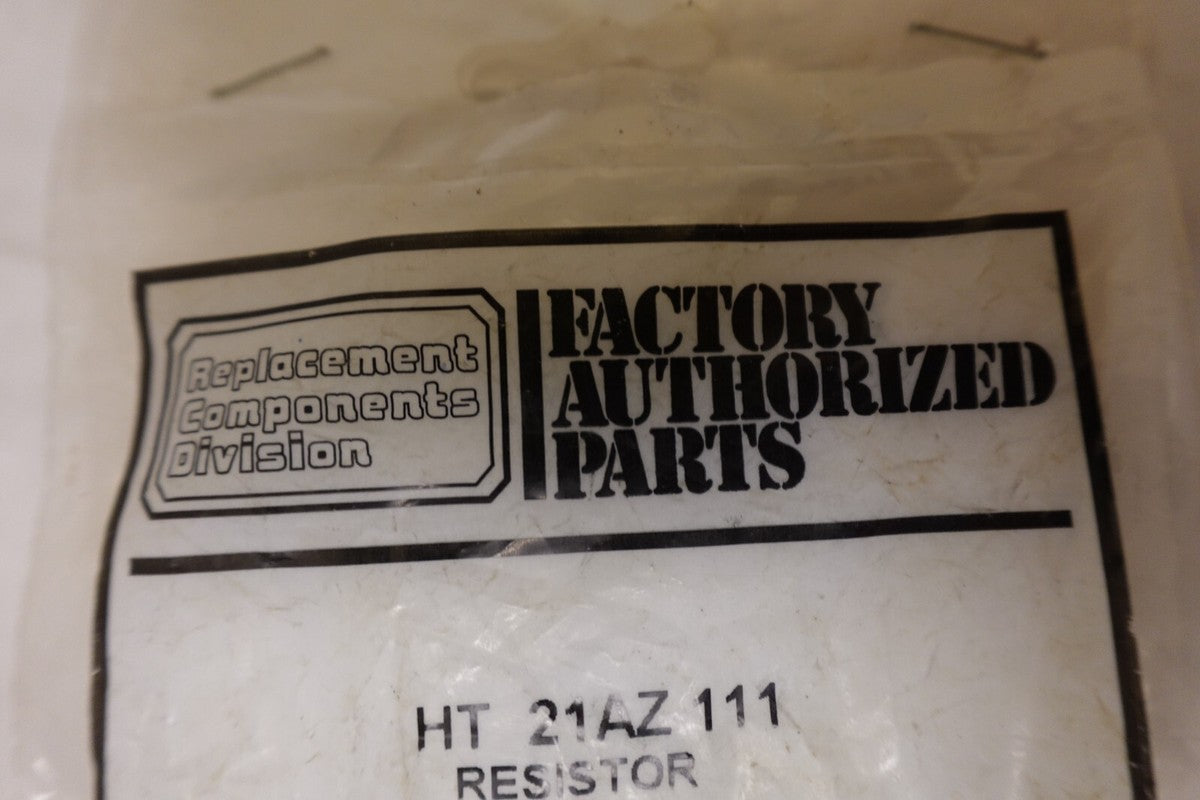 Replacement
Components
Division
FACTORY
AUTHORIZED
PARTS
HT 21AZ 111
RESISTOR